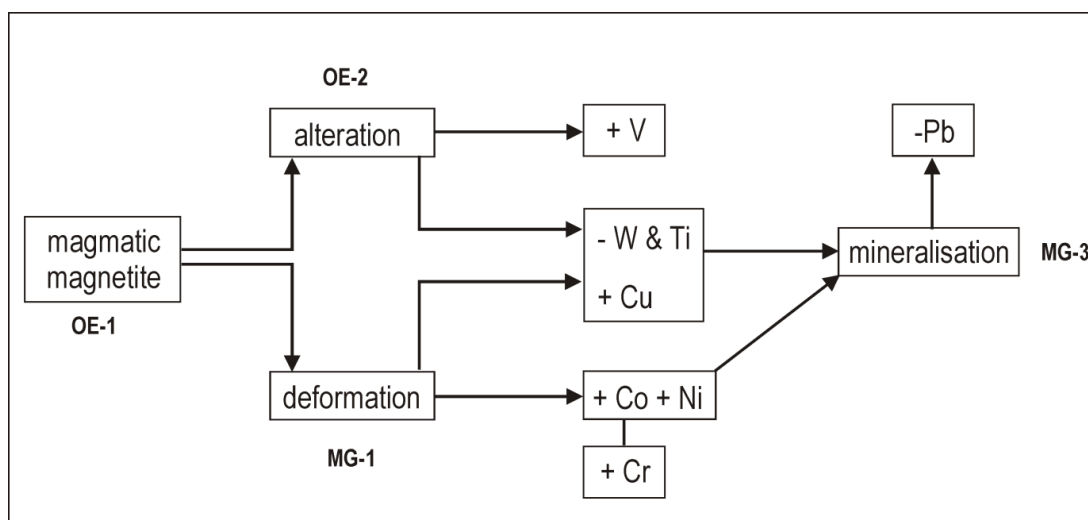 OE-2
alteration
+ V
-Pb
magmatic
magnetite
OE-1
- W & Ti
+ Cu
mineralisation
MG-3
deformation
MG-1
+ Co + Ni
+ Cr